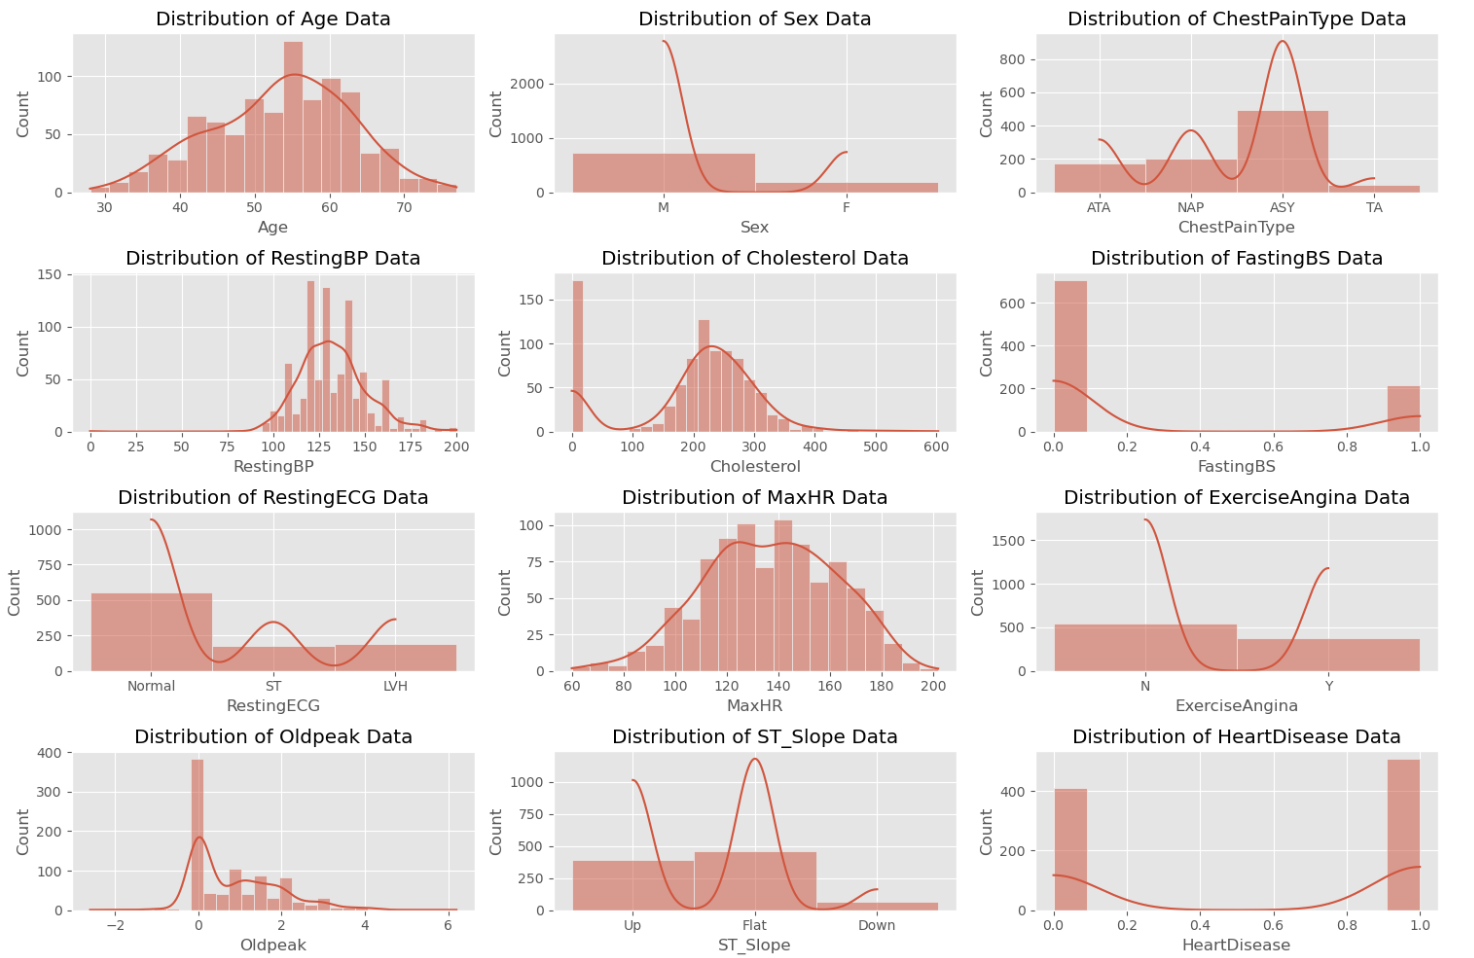 Distribution of Age Data
Count
100
50
0
30 40 50 60 70
Age
Distribution of Sex Data
Count
2000
1000
0
M F
Sex
Distribution of ChestPainType Data
Count
800
600
400
200
0
ATA NAP ASY TA
ChestPainType
Distribution of RestingBP Data
Count
150
100
50
0
0 25 50 75 100 125 150 175 200
RestingBP
Distribution of Cholesterol Data
Count
150
100
50
0
0 100 200 300 400 500 600
Cholesterol
Distribution of FastingBS Data
Count
600
400
200
0
0.0 0.2 0.4 0.6 0.8 1.0
FastingBS
Distribution of RestingECG Data
Count
1000
750
500
250
0
Normal ST LVH
RestingECG
Distribution of MaxHR Data
Count
100
75
50
25
0
60 80 100 120 140 160 180 200
MaxHR
Distribution of ExerciseAngina Data
Count
1500
1000
500
0
N Y
ExerciseAngina
Distribution of Oldpeak Data
Count
400
300
200
100
0
−2 0 2 4 6
Oldpeak
Distribution of ST_Slope Data
Count
1000
750
500
250
0
Up Flat Down
ST_Slope
Distribution of HeartDisease Data
Count
400
200
0
0.0 0.2 0.4 0.6 0.8 1.0
HeartDisease